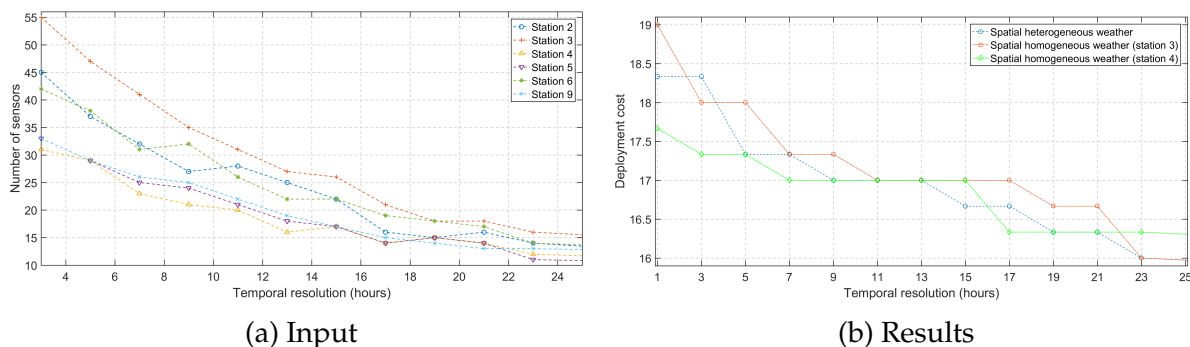 55
50
45
40
35
30
25
20
15
10
Number of sensors
4 6 8 10 12 14 16 18 20 22 24
Temporal resolution (hours)
Station 2
Station 3
Station 4
Station 5
Station 6
Station 9
(a) Input
19
18.5
18
17.5
17
16.5
16
Deployment cost
1 3 5 7 9 11 13 15 17 19 21 23 25
Temporal resolution (hours)
Spatial heterogeneous weather
Spatial homogeneous weather (station 3)
Spatial homogeneous weather (station 4)
(b) Results